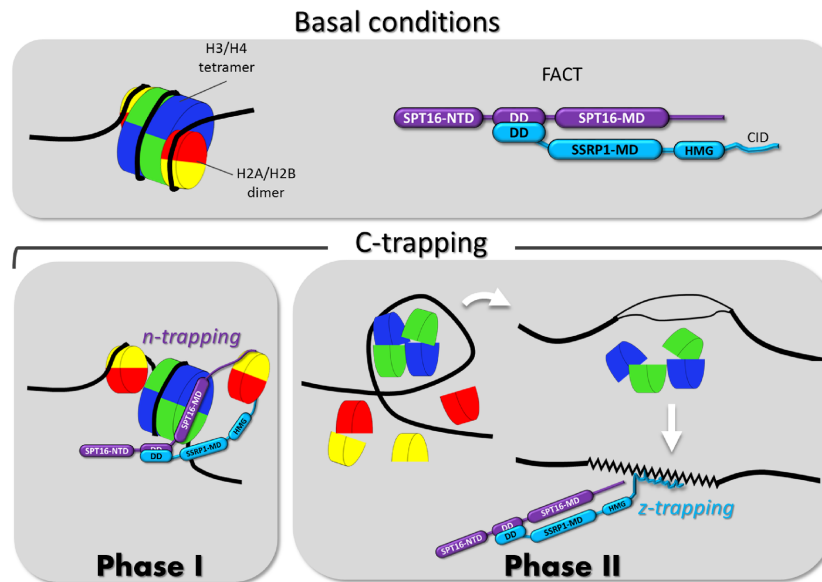 Basal conditions
H3/H4
tetramer
H2A/H2B
dimer
FACT
SPT16-NTD
DD
SPT16-MD
DD
SSRP1-MD
HMG
CID
C-trapping
n-trapping
SPT16-MD
SPT16-NTD
DD
DD
SSRP1-MD
HMG
Phase I
SPT16-NTD
DD
SPT16-MD
DD
SSRP1-MD
HMG
z-trapping
Phase II